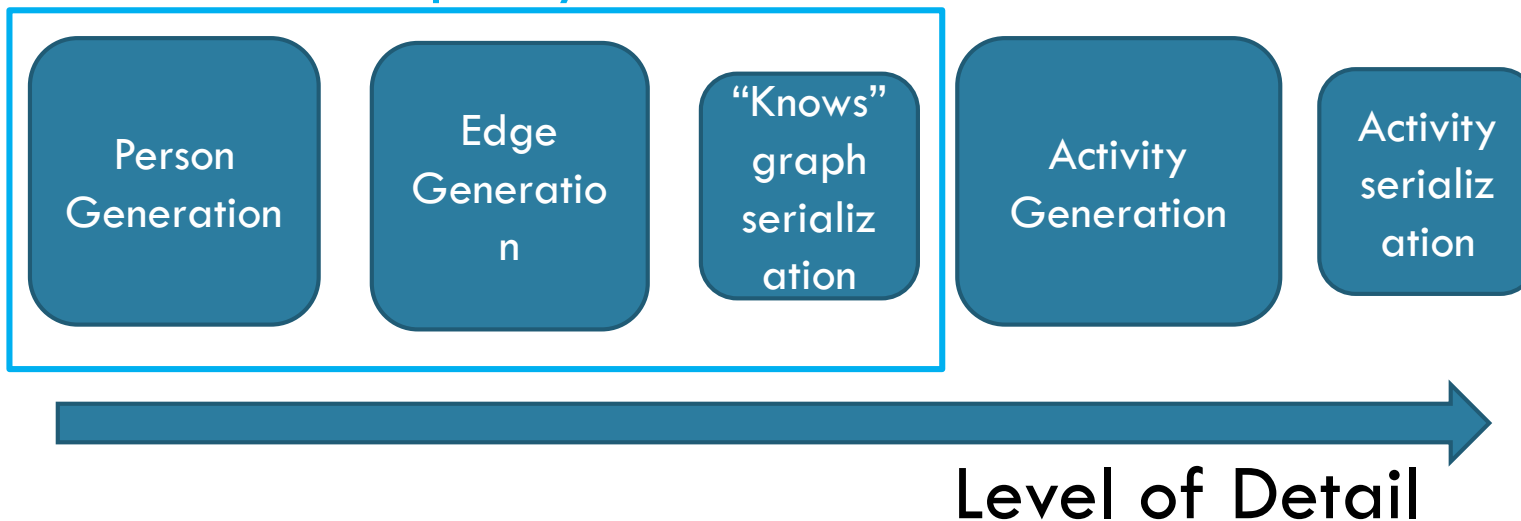 Person
Generation
Edge
Generatio
n
“Knows”
graph
serializ
ation
Activity
Generation
Activity
serializ
ation
Level of Detail